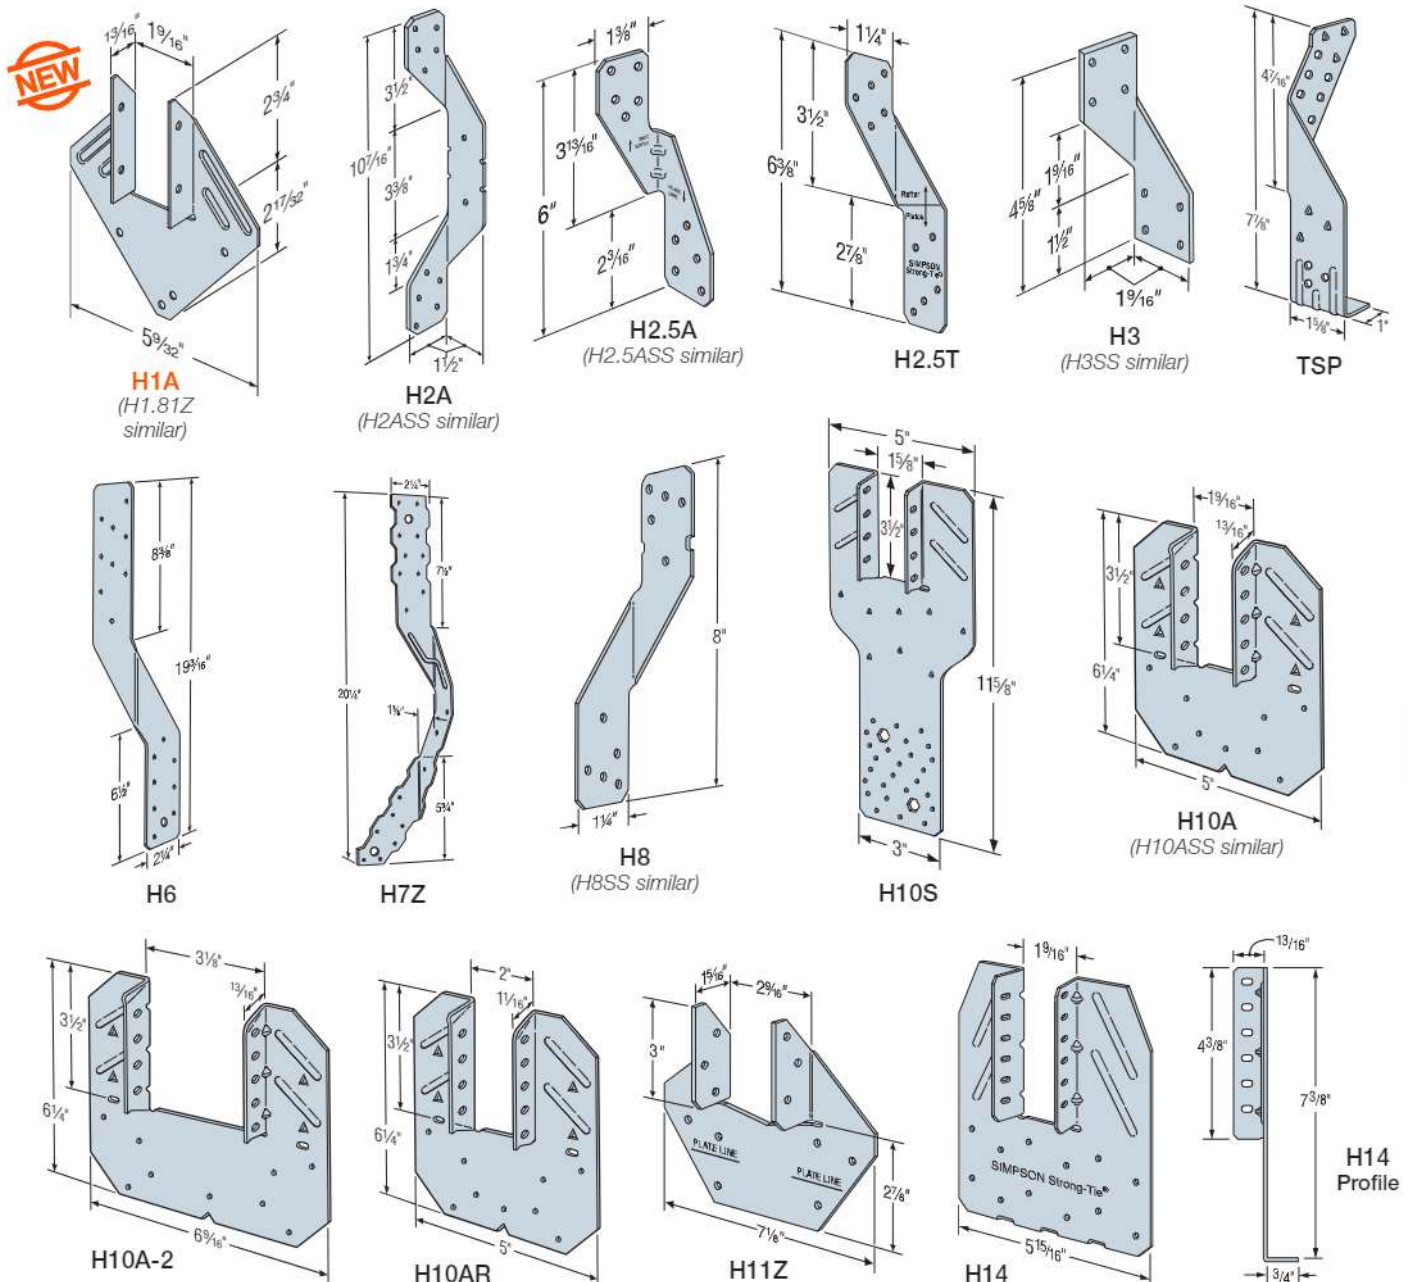 NEW
13/16"
1 9/16"
2 3/4"
2 17/32"
5 9/32"
H1A
(H1.81Z
similar)
3 1/2"
10 7/16"
3 3/8"
1 3/4"
1 1/2"
H2A
(H2ASS similar)
1 3/8"
3 13/16"
6"
2 3/16"
H2.5A
(H2.5ASS similar)
1 1/4"
3 1/2"
6 3/8"
2 7/8"
Rafter
Plate
SIMPSON
Strong-Tie®
H2.5T
4 5/8"
1 9/16"
1 1/2"
1 9/16"
H3
(H3SS similar)
4 7/16"
7 7/8"
1 5/8"
1"
TSP
8 3/8"
19 3/16"
6 1/2"
2 1/4"
H6
2 1/4"
7 1/2"
20 1/4"
5 3/4"
H7Z
8"
1 1/4"
H8
(H8SS similar)
5"
1 5/8"
3 1/2"
11 5/8"
3"
H10S
1 9/16"
13/16"
3 1/2"
6 1/4"
5"
H10A
(H10ASS similar)
3 1/8"
13/16"
3 1/2"
6 1/4"
6 9/16"
H10A-2
2"
11/16"
3 1/2"
6 1/4"
5"
H10AR
1 5/16"
2 9/16"
3"
PLATE LINE
PLATE LINE
2 7/8"
7 1/8"
H11Z
1 9/16"
SIMPSON Strong-Tie®
5 15/16"
H14
13/16"
4 3/8"
7 3/8"
3/4"
H14
Profile